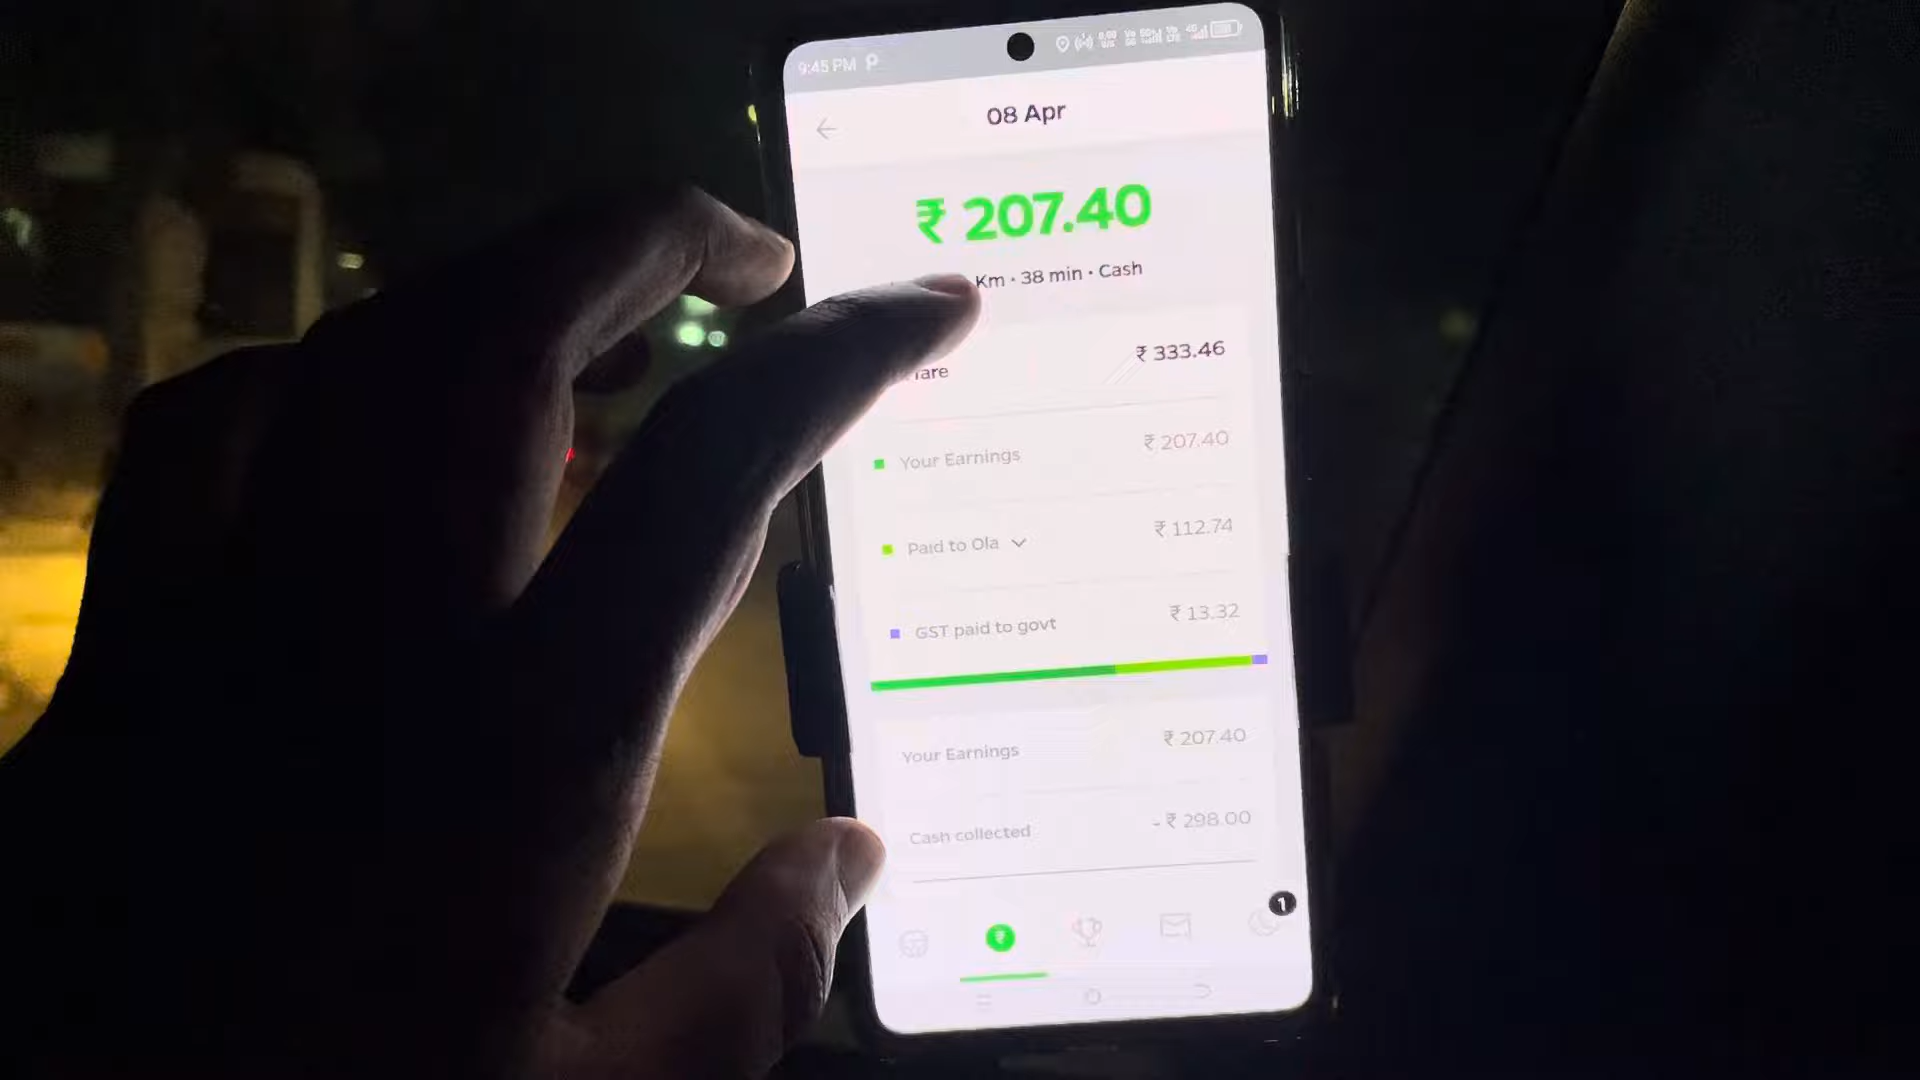 9:45 PM
08 Apr
₹ 207.40
Km · 38 min · Cash
₹ 333.46
fare
Your Earnings ₹ 207.40
Paid to Ola ₹ 112.74
GST paid to govt ₹ 13.32
Your Earnings ₹ 207.40
Cash collected - ₹ 298.00
1